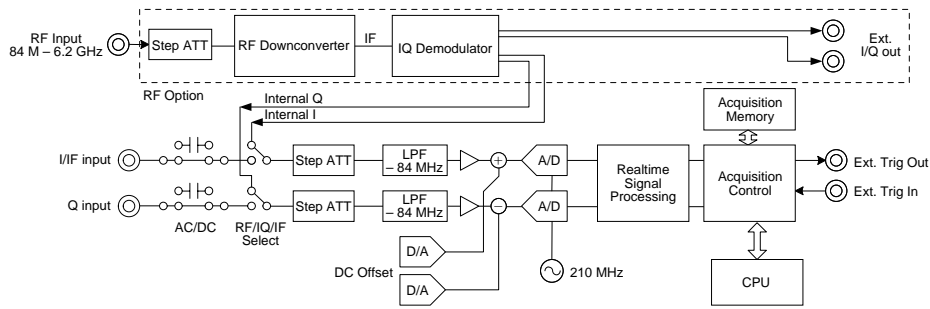 RF Input
84 M – 6.2 GHz
Step ATT
RF Downconverter
IF
IQ Demodulator
Ext.
I/Q out
RF Option
Internal Q
Internal I
Acquisition
Memory
I/IF input
Step ATT
LPF
– 84 MHz
+
A/D
Realtime
Signal
Processing
Acquisition
Control
Ext. Trig Out
Ext. Trig In
Q input
Step ATT
LPF
– 84 MHz
–
A/D
AC/DC
RF/IQ/IF
Select
D/A
DC Offset
D/A
210 MHz
CPU